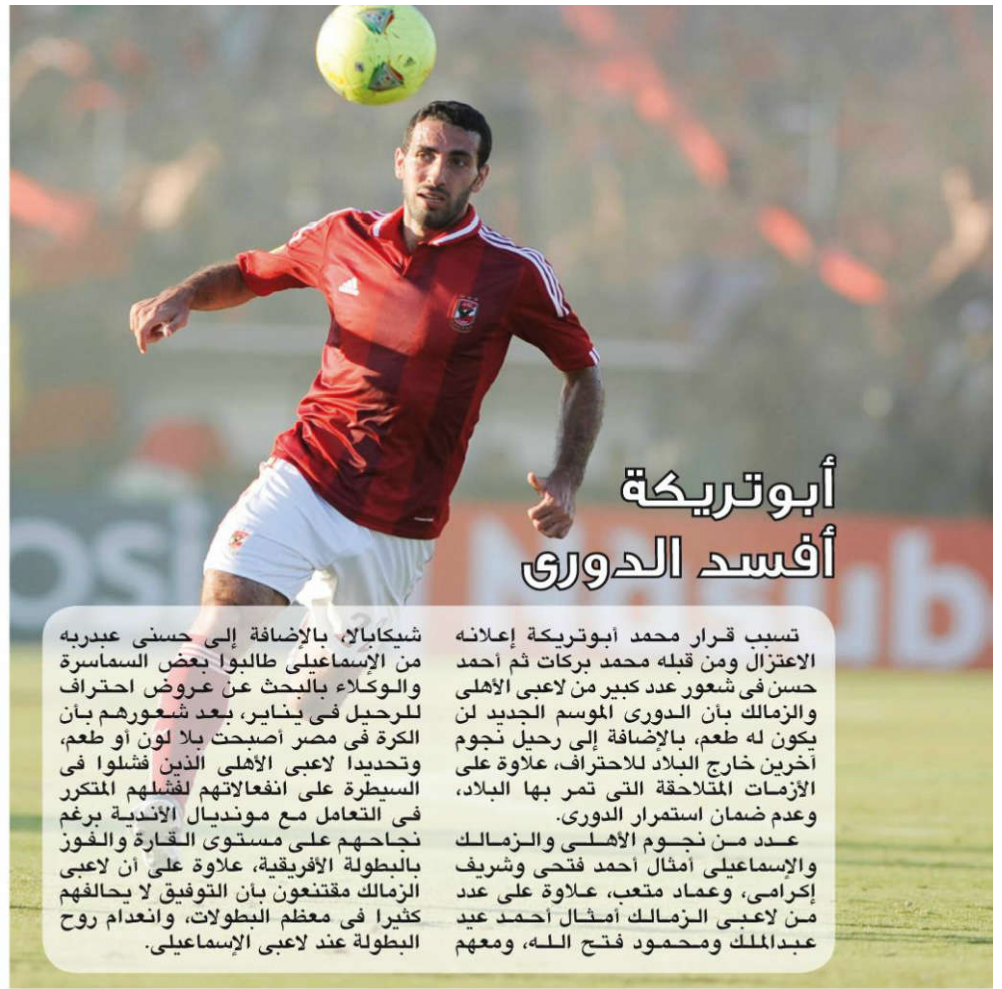 أبوتريكة
أفسد الدورى
تسبب قرار محمد أبوتريكة إعلانه
الاعتزال ومن قبله محمد بركات ثم أحمد
حسن فى شعور عدد كبير من لاعبى الأهلى
والزمالك بأن الدورى الموسم الجديد لن
يكون له طعم، بالإضافة إلى رحيل نجوم
آخرين خارج البلاد للاحتراف، علاوة على
الأزمات المتلاحقة التى تمر بها البلاد،
وعدم ضمان استمرار الدورى.
عدد من نجوم الأهلى والزمالك
والإسماعيلى أمثال أحمد فتحى وشريف
إكرامى، وعماد متعب، علاوة على عدد
من لاعبى الزمالك أمثال أحمد عيد
عبدالملك ومحمود فتح الله، ومعهم
شيكابالا، بالإضافة إلى حسنى عبدربه
من الإسماعيلى طالبوا بعض السماسرة
والوكلاء بالبحث عن عروض احتراف
للرحيل فى يناير، بعد شعورهم بأن
الكرة فى مصر أصبحت بلا لون أو طعم،
وتحديدا لاعبى الأهلى الذين فشلوا فى
السيطرة على انفعالاتهم لفشلهم المتكرر
فى التعامل مع مونديال الأندية برغم
نجاحهم على مستوى القارة والفوز
بالبطولة الأفريقية، علاوة على أن لاعبى
الزمالك مقتنعون بأن التوفيق لا يحالفهم
كثيرا فى معظم البطولات، وانعدام روح
البطولة عند لاعبى الإسماعيلى.
adidas